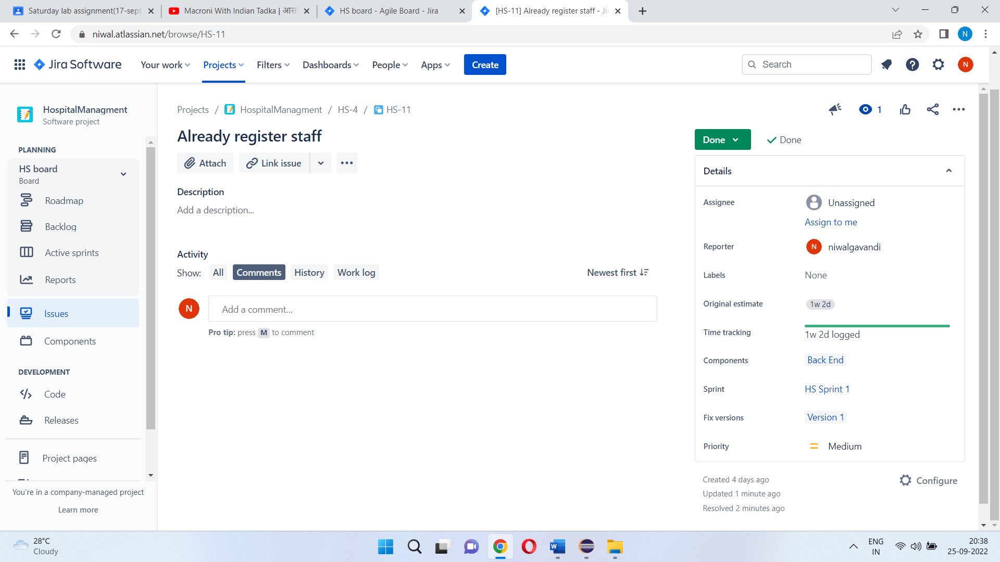 Saturday lab assignment(17-sept
Macroni With Indian Tadka | आसा
HS board - Agile Board - Jira
[HS-11] Already register staff - Jir
niwal.atlassian.net/browse/HS-11
N
Jira Software
Your work
Projects
Filters
Dashboards
People
Apps
Create
Search
N
HospitalManagment
Software project
PLANNING
HS board
Board
Roadmap
Backlog
Active sprints
Reports
Issues
Components
DEVELOPMENT
Code
Releases
Project pages
You're in a company-managed project
Learn more
Projects / HospitalManagment / HS-4 / HS-11
1
Already register staff
Attach
Link issue
Description
Add a description...
Activity
Show: All Comments History Work log
Newest first
N
Add a comment...
Pro tip: press M to comment
Done
Done
Details
Assignee
Unassigned
Assign to me
Reporter
N niwalgavandi
Labels
None
Original estimate
1w 2d
Time tracking
1w 2d logged
Components
Back End
Sprint
HS Sprint 1
Fix versions
Version 1
Priority
Medium
Created 4 days ago
Updated 1 minute ago
Resolved 2 minutes ago
Configure
28°C
Cloudy
W
ENG
IN
20:38
25-09-2022